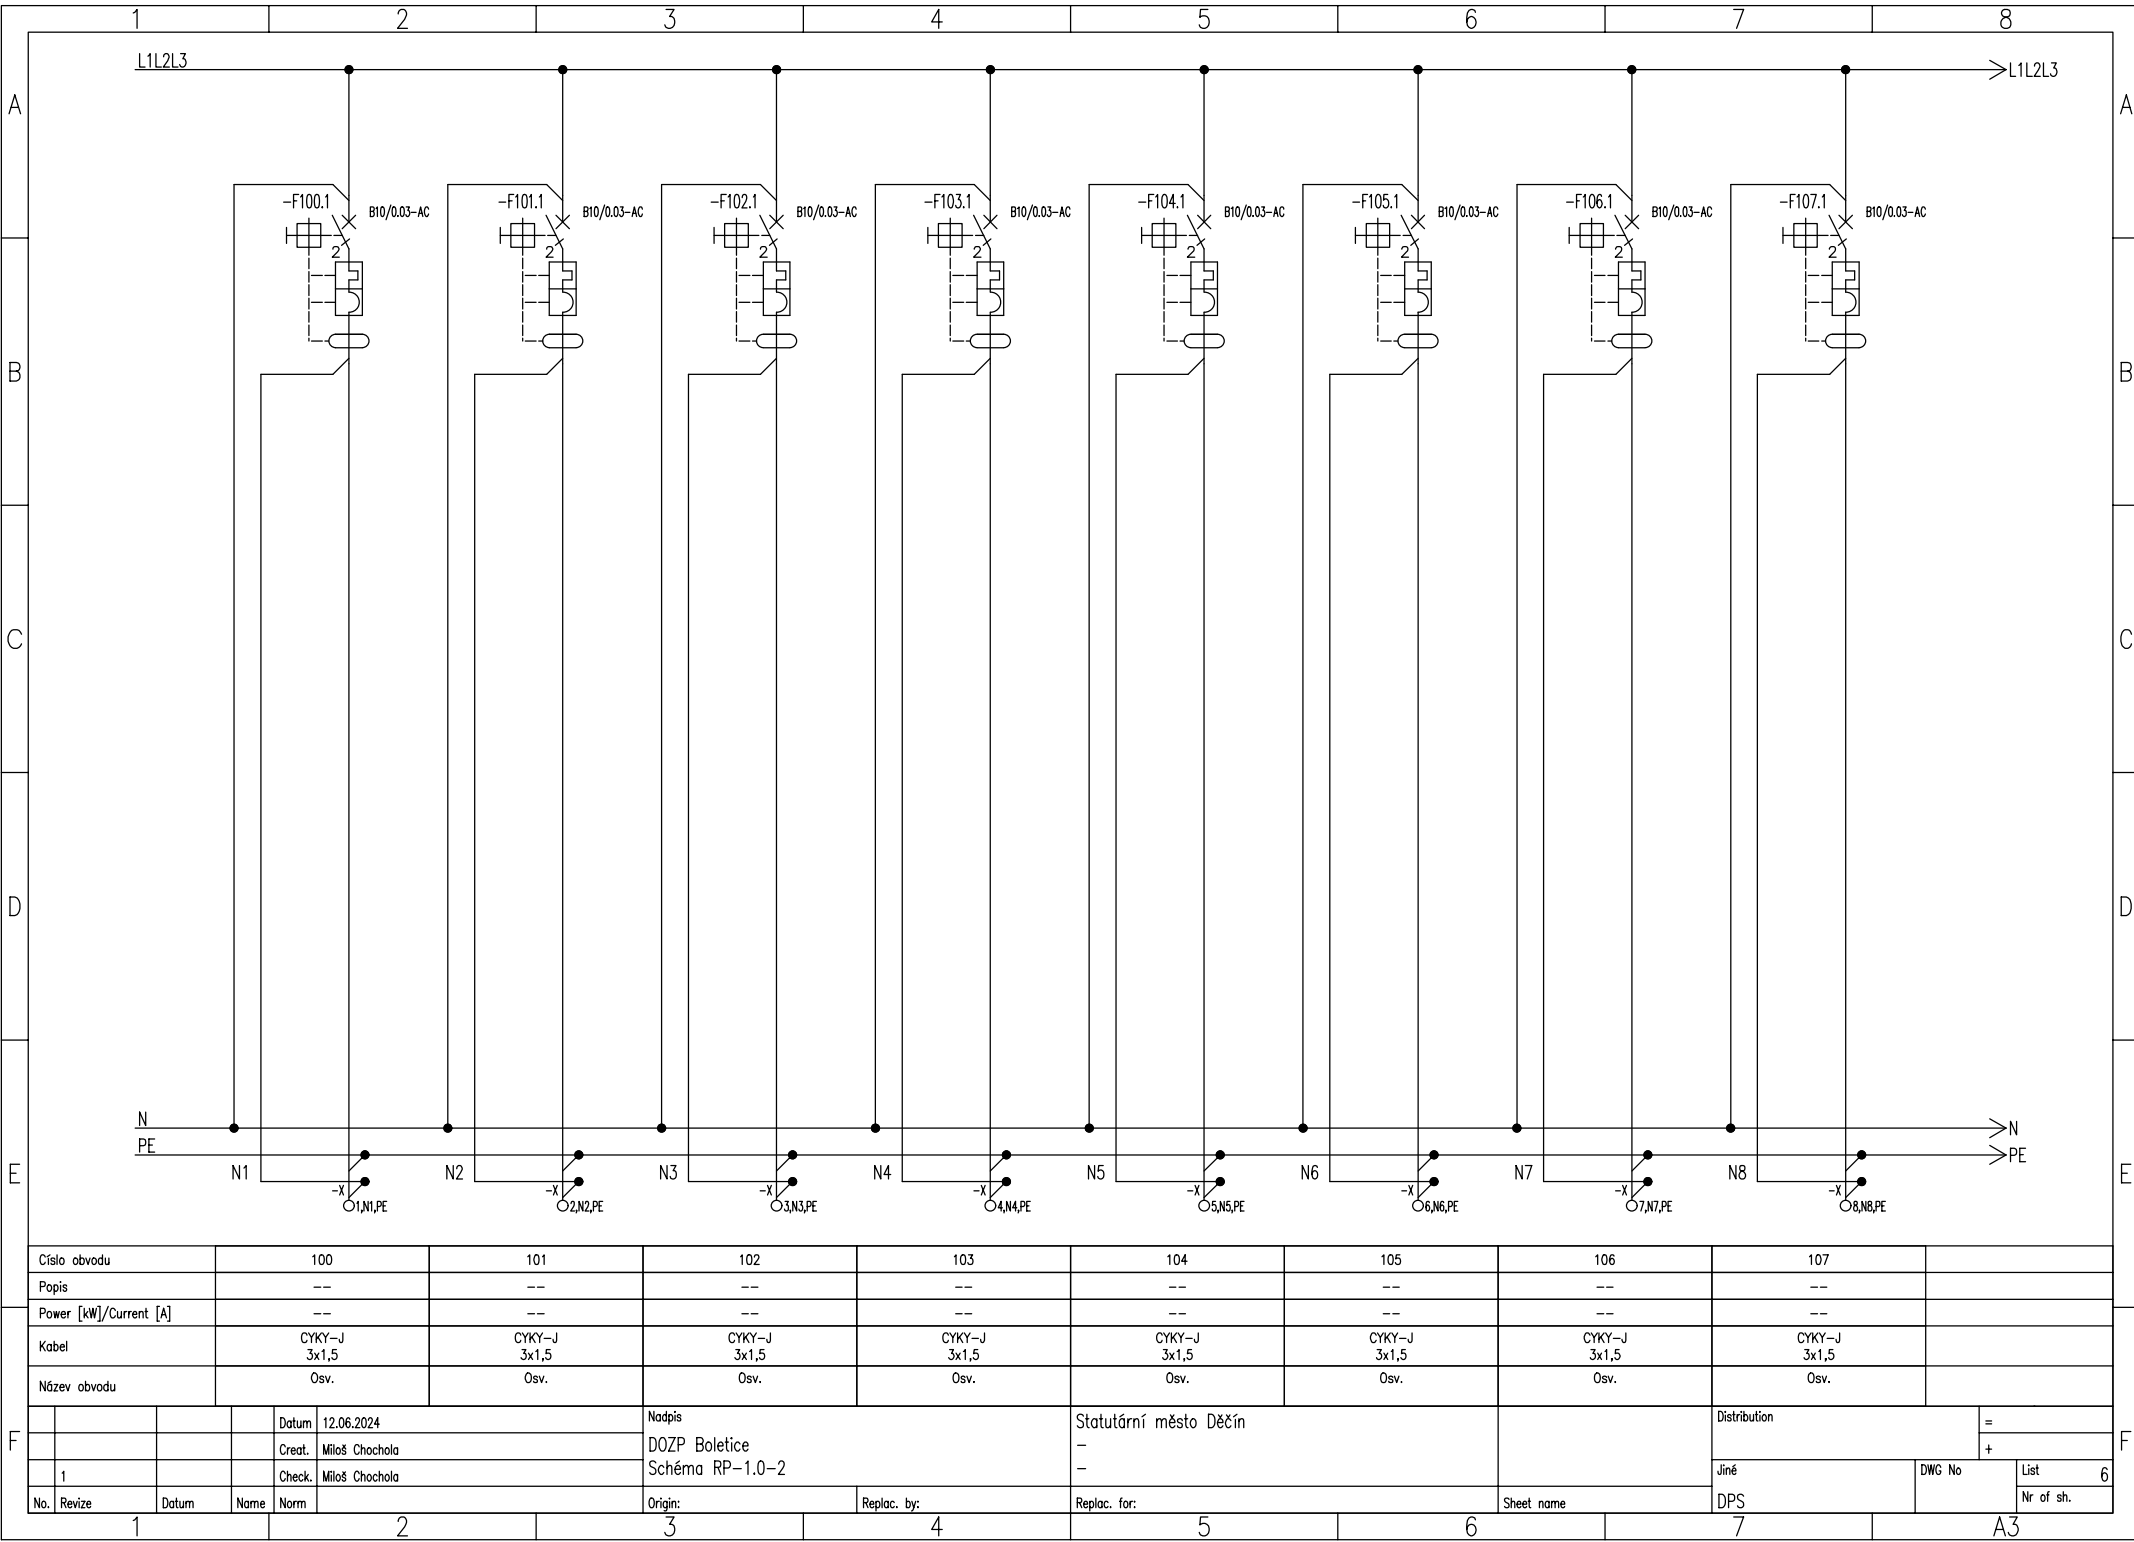 1 2 3 4 5 6 7 8
L1L2L3 L1L2L3
A A
-F100.1 B10/0.03-AC -F101.1 B10/0.03-AC -F102.1 B10/0.03-AC -F103.1 B10/0.03-AC -F104.1 B10/0.03-AC -F105.1 B10/0.03-AC -F106.1 B10/0.03-AC -F107.1 B10/0.03-AC
2 2 2 2 2 2 2 2
B B
C C
D D
N N
PE PE
E N1 N2 N3 N4 N5 N6 N7 N8 E
-X -X -X -X -X -X -X -X
1,N1,PE 2,N2,PE 3,N3,PE 4,N4,PE 5,N5,PE 6,N6,PE 7,N7,PE 8,N8,PE
Císlo obvodu 100 101 102 103 104 105 106 107
Popis -- -- -- -- -- -- -- --
Power [kW]/Current [A] -- -- -- -- -- -- -- --
Kabel CYKY-J CYKY-J CYKY-J CYKY-J CYKY-J CYKY-J CYKY-J CYKY-J
3x1,5 3x1,5 3x1,5 3x1,5 3x1,5 3x1,5 3x1,5 3x1,5
Název obvodu Osv. Osv. Osv. Osv. Osv. Osv. Osv. Osv.
Datum 12.06.2024 Nadpis Statutární město Děčín Distribution =
F Creat. Miloš Chochola DOZP Boletice - + F
1 Check. Miloš Chochola Schéma RP-1.0-2 - Jiné DWG No List 6
No. Revize Datum Name Norm Origin: Replac. by: Replac. for: Sheet name DPS Nr of sh.
1 2 3 4 5 6 7 A3